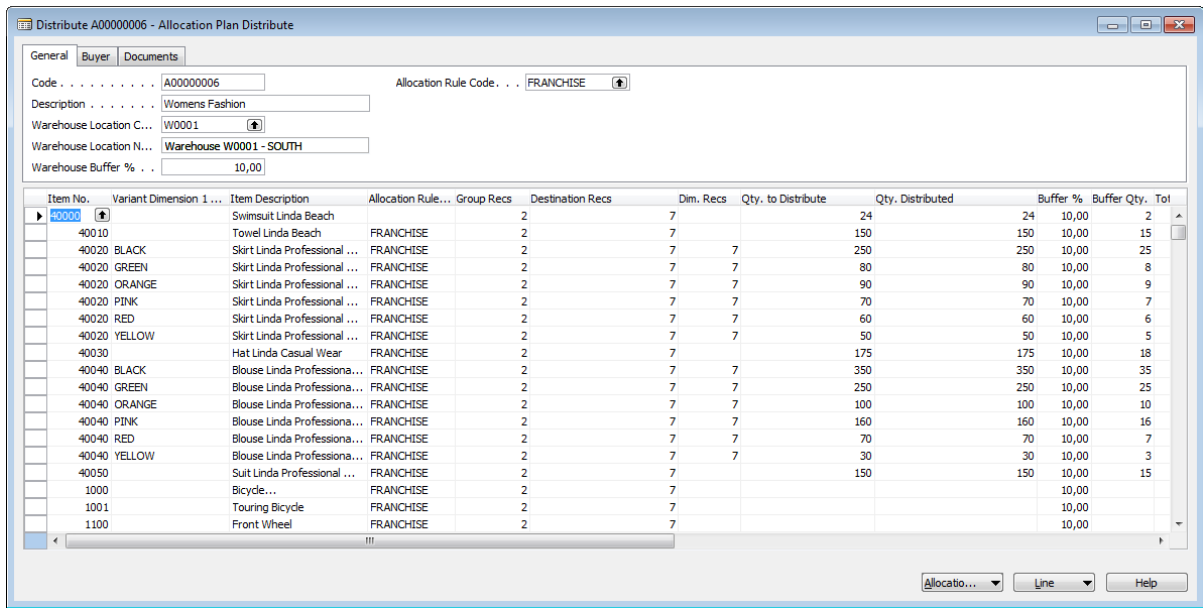 Distribute A00000006 - Allocation Plan Distribute
General Buyer Documents
Code . . . . . . . . . . A00000006 Allocation Rule Code. . . FRANCHISE
Description . . . . . . . Womens Fashion
Warehouse Location C... W0001
Warehouse Location N... Warehouse W0001 - SOUTH
Warehouse Buffer % . . 10,00
Item No. Variant Dimension 1 ... Item Description Allocation Rule... Group Recs Destination Recs Dim. Recs Qty. to Distribute Qty. Distributed Buffer % Buffer Qty. Tot
40000 Swimsuit Linda Beach 2 7 24 24 10,00 2
40010 Towel Linda Beach FRANCHISE 2 7 150 150 10,00 15
40020 BLACK Skirt Linda Professional ... FRANCHISE 2 7 7 250 250 10,00 25
40020 GREEN Skirt Linda Professional ... FRANCHISE 2 7 7 80 80 10,00 8
40020 ORANGE Skirt Linda Professional ... FRANCHISE 2 7 7 90 90 10,00 9
40020 PINK Skirt Linda Professional ... FRANCHISE 2 7 7 70 70 10,00 7
40020 RED Skirt Linda Professional ... FRANCHISE 2 7 7 60 60 10,00 6
40020 YELLOW Skirt Linda Professional ... FRANCHISE 2 7 7 50 50 10,00 5
40030 Hat Linda Casual Wear FRANCHISE 2 7 175 175 10,00 18
40040 BLACK Blouse Linda Professiona... FRANCHISE 2 7 7 350 350 10,00 35
40040 GREEN Blouse Linda Professiona... FRANCHISE 2 7 7 250 250 10,00 25
40040 ORANGE Blouse Linda Professiona... FRANCHISE 2 7 7 100 100 10,00 10
40040 PINK Blouse Linda Professiona... FRANCHISE 2 7 7 160 160 10,00 16
40040 RED Blouse Linda Professiona... FRANCHISE 2 7 7 70 70 10,00 7
40040 YELLOW Blouse Linda Professiona... FRANCHISE 2 7 7 30 30 10,00 3
40050 Suit Linda Professional ... FRANCHISE 2 7 150 150 10,00 15
1000 Bicycle... FRANCHISE 2 7 10,00
1001 Touring Bicycle FRANCHISE 2 7 10,00
1100 Front Wheel FRANCHISE 2 7 10,00
Allocatio... Line Help